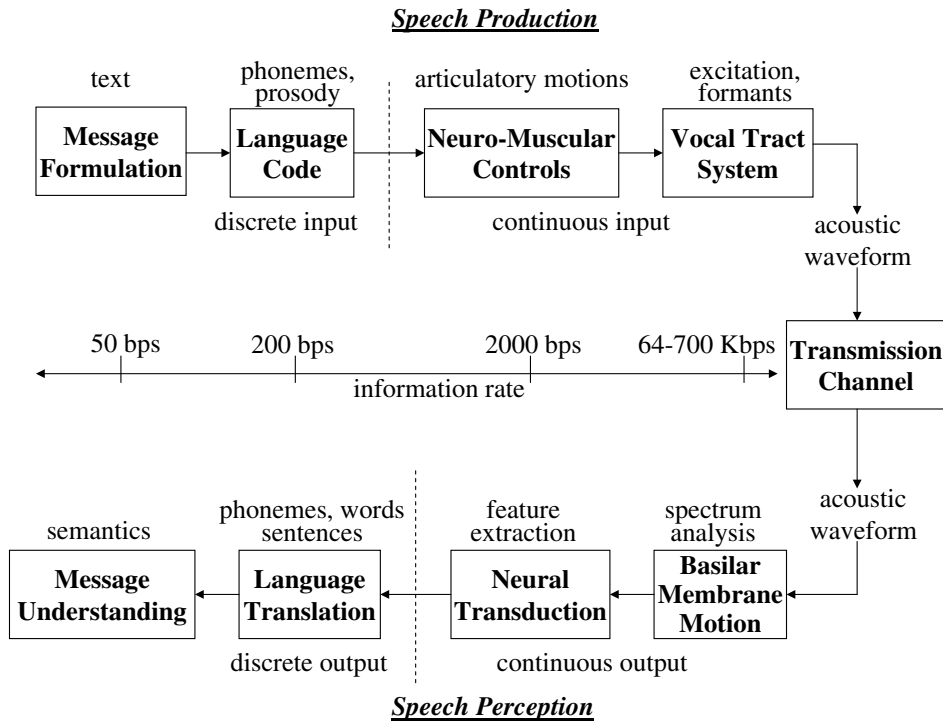 Speech Production
text
phonemes,
prosody
articulatory motions
excitation,
formants
Message
Formulation
Language
Code
Neuro-Muscular
Controls
Vocal Tract
System
discrete input
continuous input
acoustic
waveform
50 bps
200 bps
2000 bps
64-700 Kbps
information rate
Transmission
Channel
acoustic
waveform
semantics
phonemes, words
sentences
feature
extraction
spectrum
analysis
Message
Understanding
Language
Translation
Neural
Transduction
Basilar
Membrane
Motion
discrete output
continuous output
Speech Perception